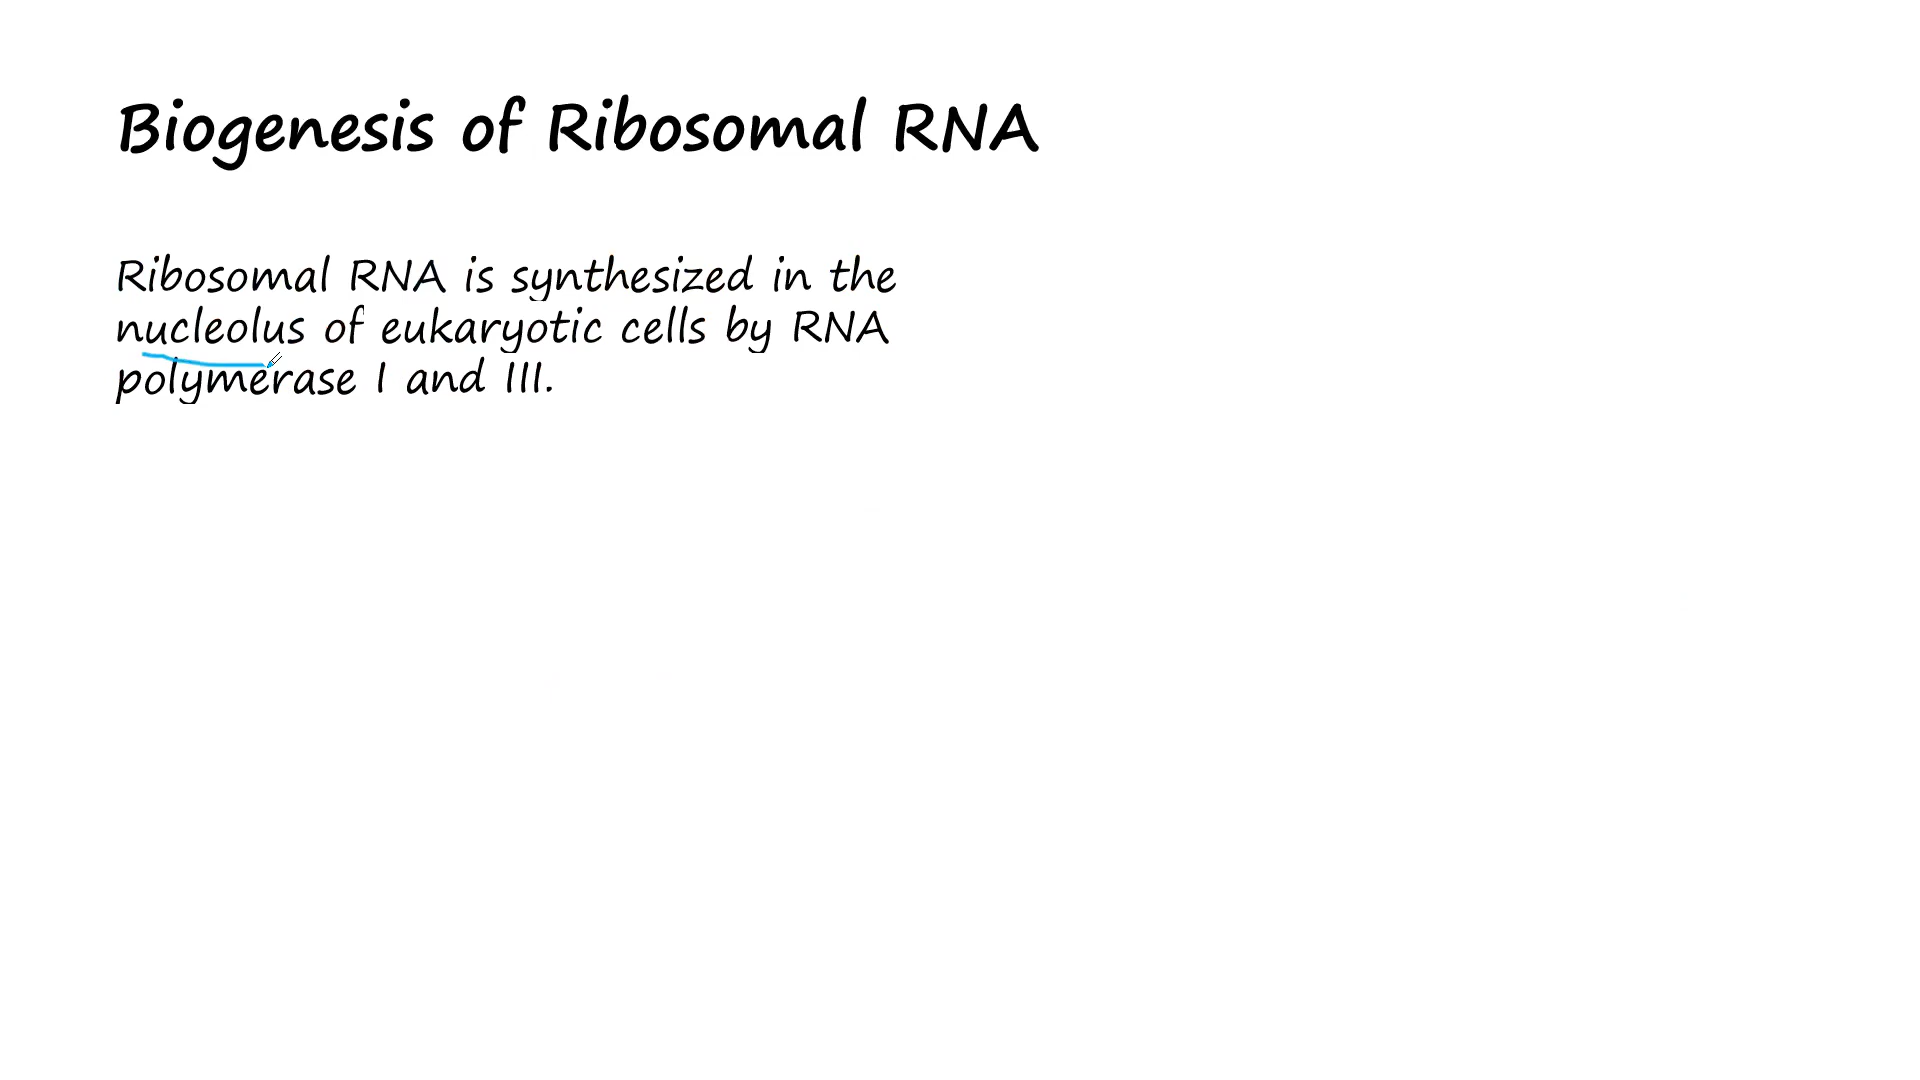 Biogenesis of Ribosomal RNA
Ribosomal RNA is synthesized in the
nucleolus of eukaryotic cells by RNA
polymerase I and III.